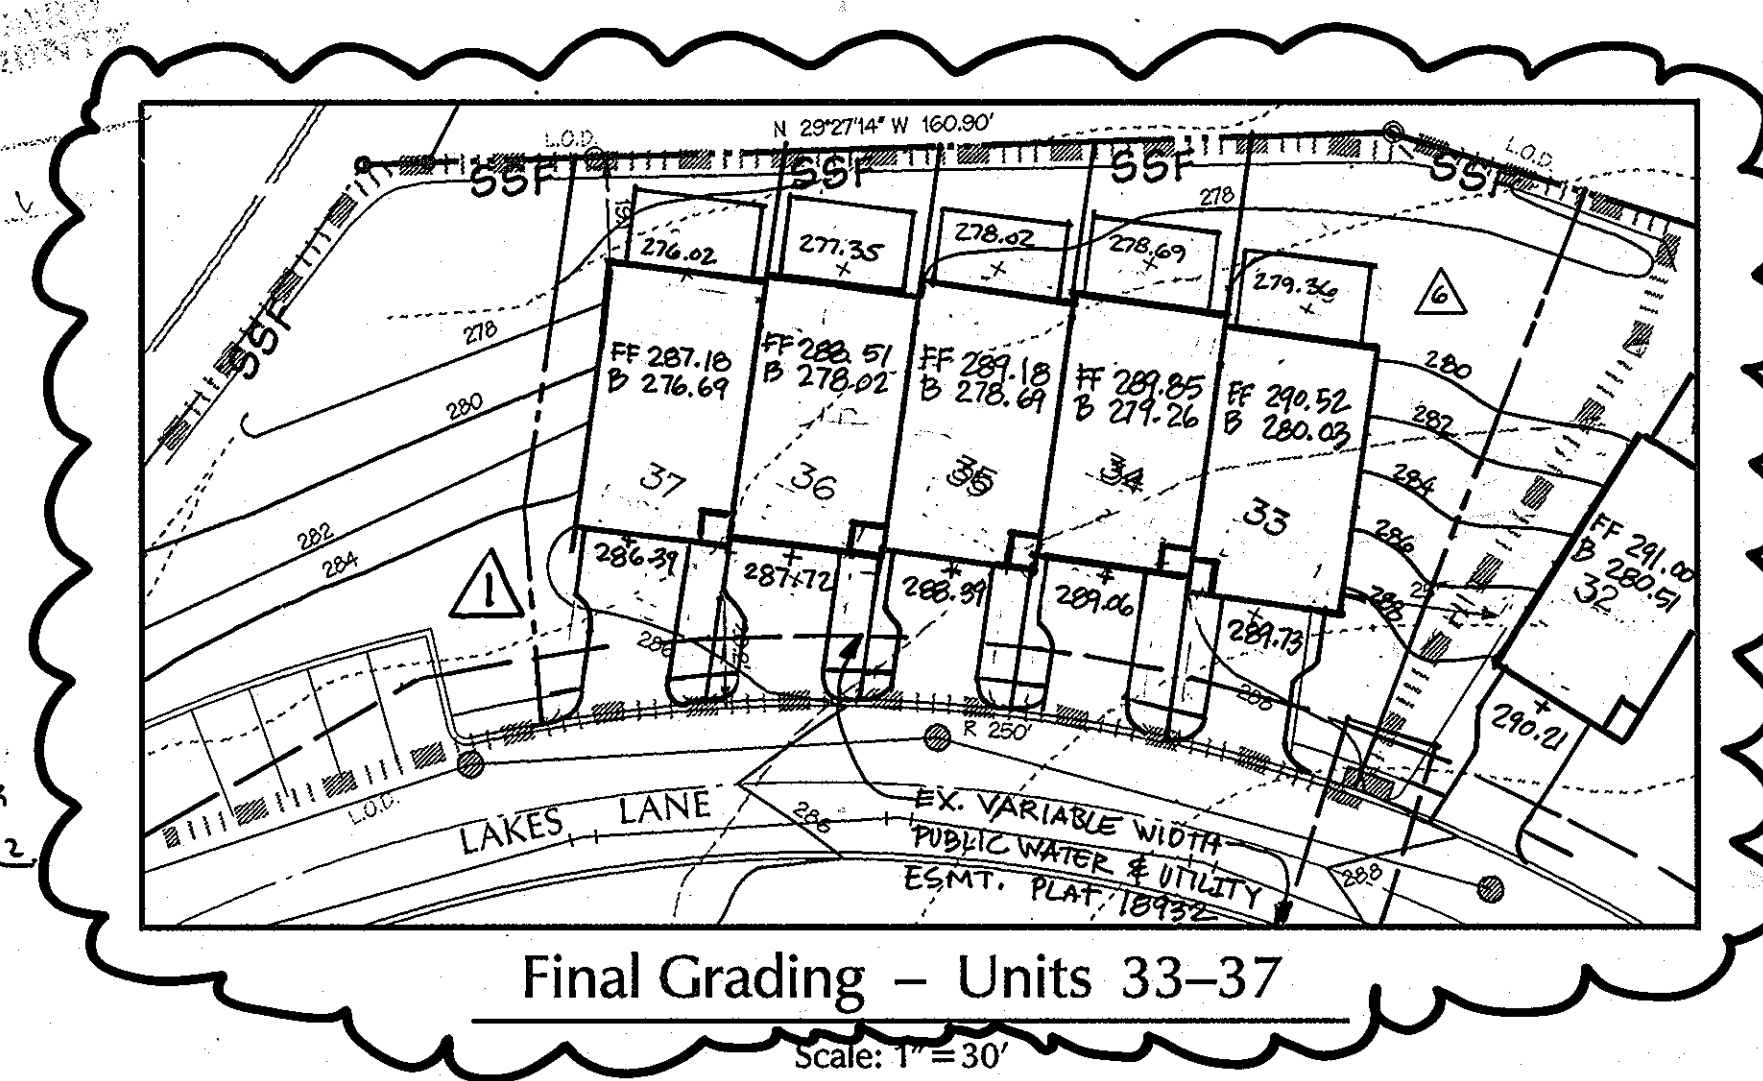 L.O.D.
N 29°27'14" W 160.90'
L.O.D.
SSF
SSF
SSF
SSF
SSF
278
276.02
277.35
278.02
278.69
279.36
6
278
280
282
284
FF 287.18
B 276.69
37
FF 288.51
B 278.02
36
FF 289.18
B 278.69
35
FF 289.85
B 279.26
34
FF 290.52
B 280.03
33
280
282
284
286
288
FF 291.00
B 280.51
32
1
286.39
287.72
288.39
289.06
289.73
290.21
286
288
R 250'
L.O.D.
LAKES LANE
286
288
EX. VARIABLE WIDTH
PUBLIC WATER & UTILITY
ESMT. PLAT 18932
2
Final Grading – Units 33–37
Scale: 1"=30'